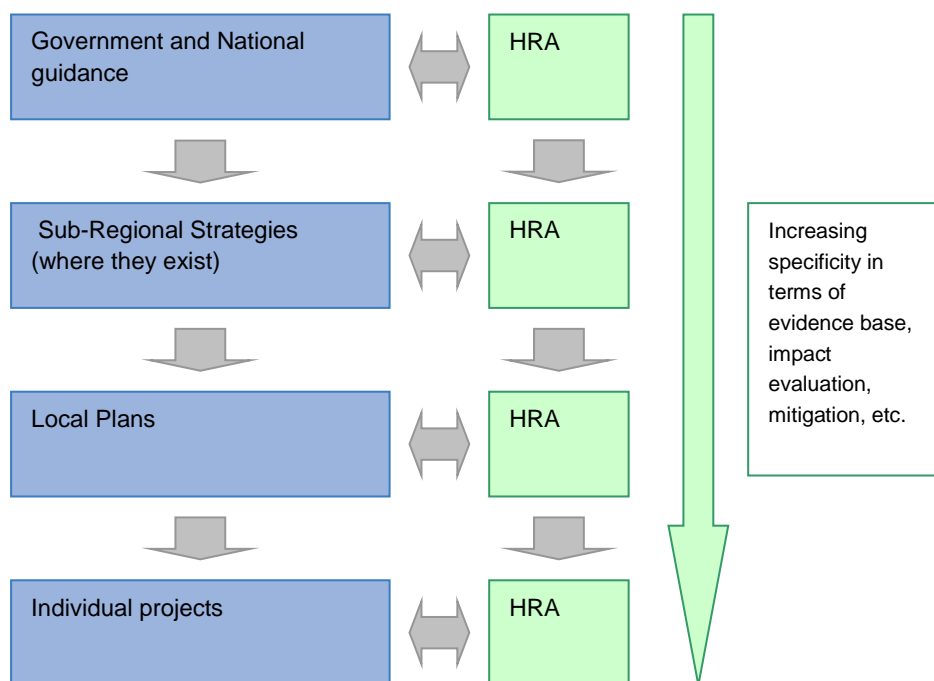 Government and National
guidance
HRA
Sub-Regional Strategies
(where they exist)
HRA
Increasing
specificity in
terms of
evidence base,
impact
evaluation,
mitigation, etc.
Local Plans
HRA
Individual projects
HRA